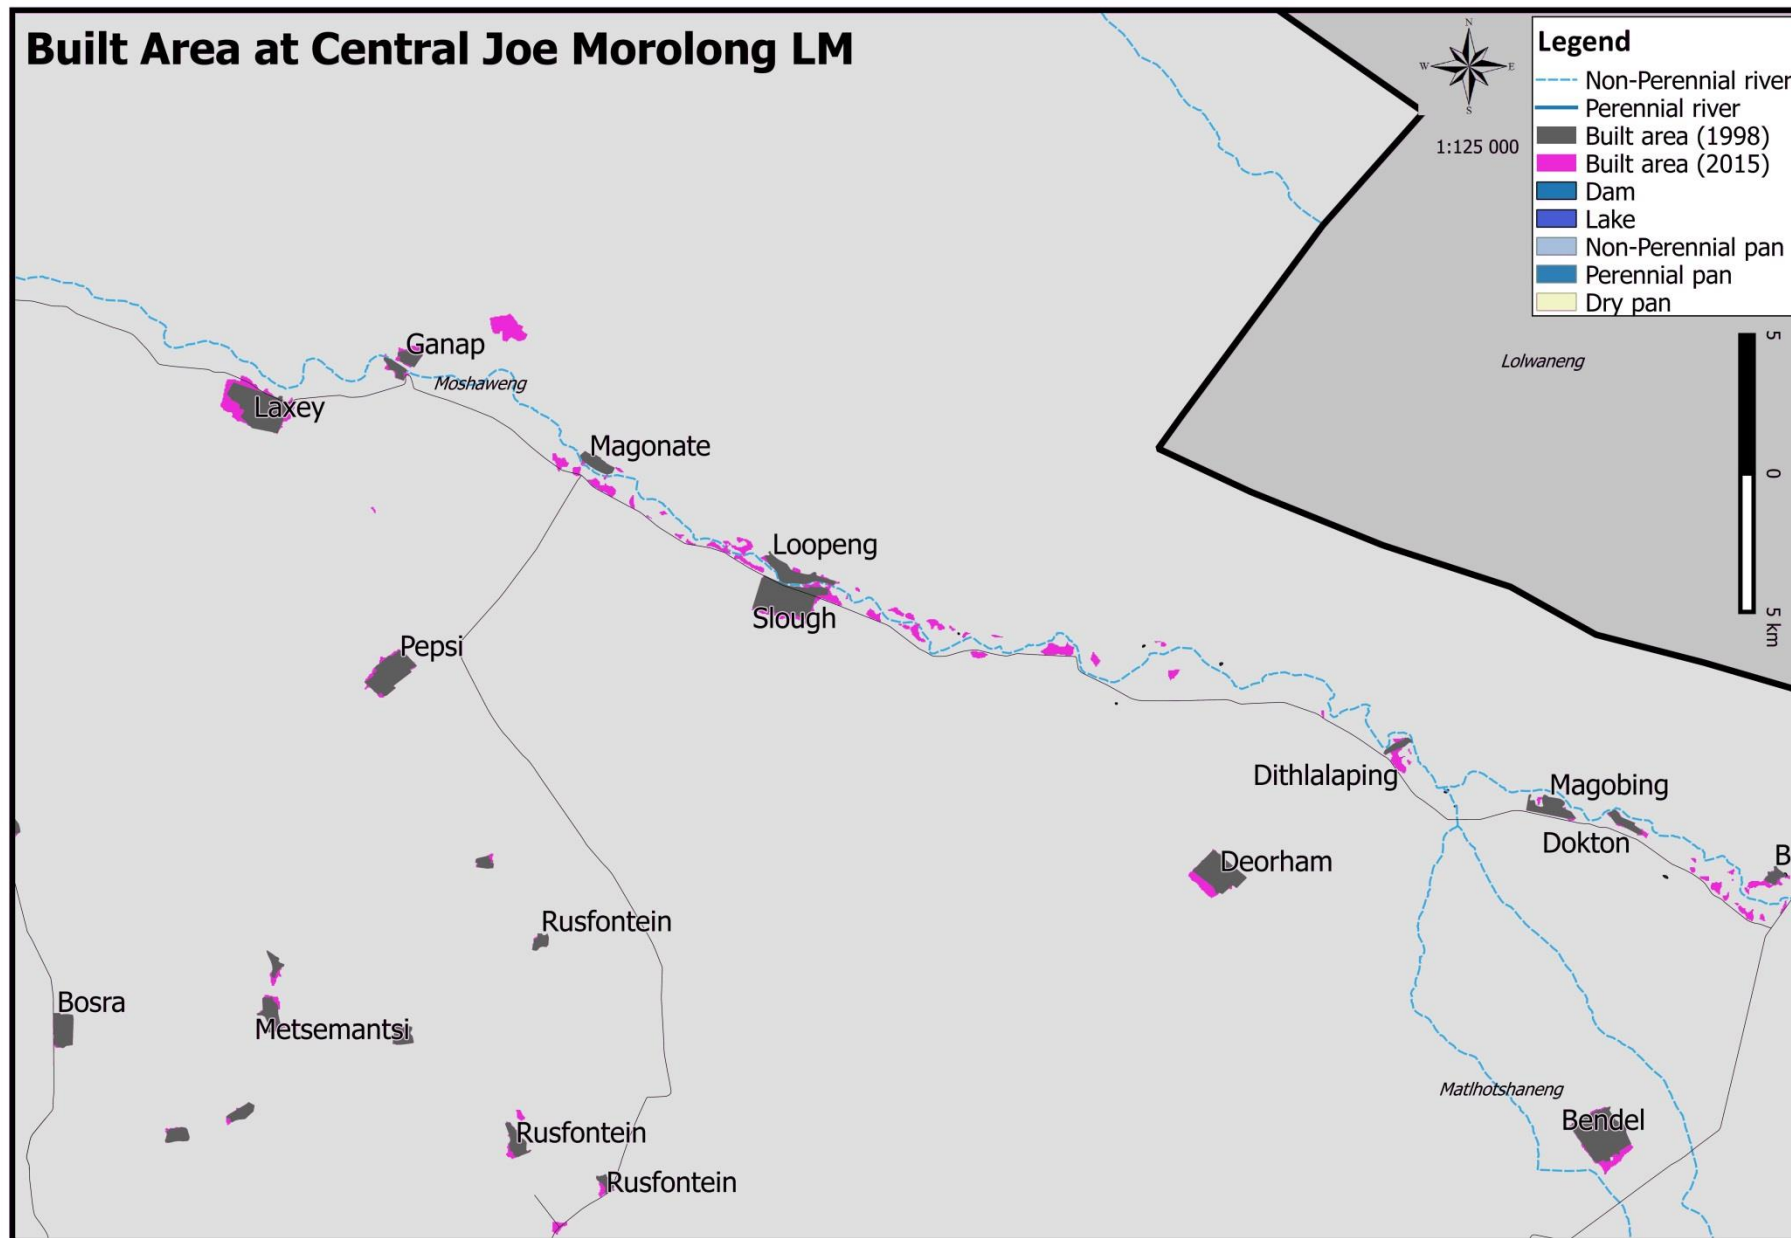 Built Area at Central Joe Morolong LM
N
W
E
S
1:125 000
Legend
Non-Perennial river
Perennial river
Built area (1998)
Built area (2015)
Dam
Lake
Non-Perennial pan
Perennial pan
Dry pan
5
0
5 km
Lolwaneng
Ganap
Moshaweng
Laxey
Magonate
Loopeng
Slough
Pepsi
Dithlalaping
Magobing
Dokton
B
Deorham
Rusfontein
Bosra
Metsemantsi
Matlhotshaneng
Bendel
Rusfontein
Rusfontein